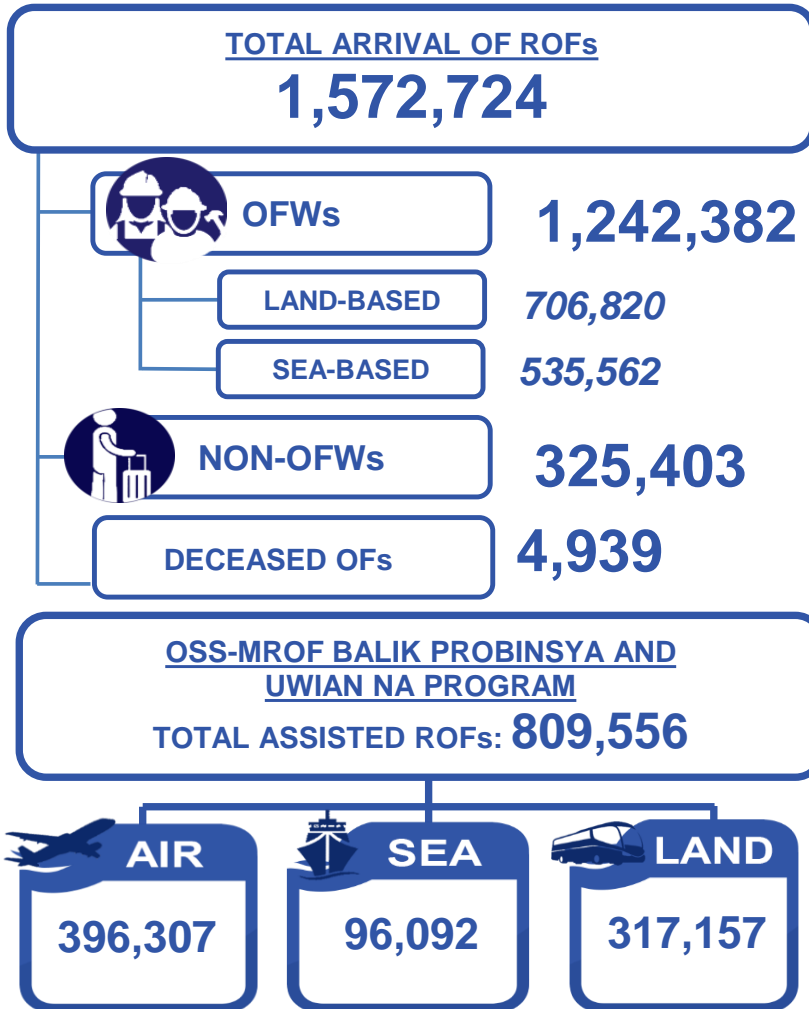 TOTAL ARRIVAL OF ROFs
1,572,724
OFWs
1,242,382
LAND-BASED
706,820
SEA-BASED
535,562
NON-OFWs
325,403
DECEASED OFs
4,939
OSS-MROF BALIK PROBINSYA AND
UWIAN NA PROGRAM
TOTAL ASSISTED ROFs: 809,556
AIR
396,307
SEA
96,092
LAND
317,157